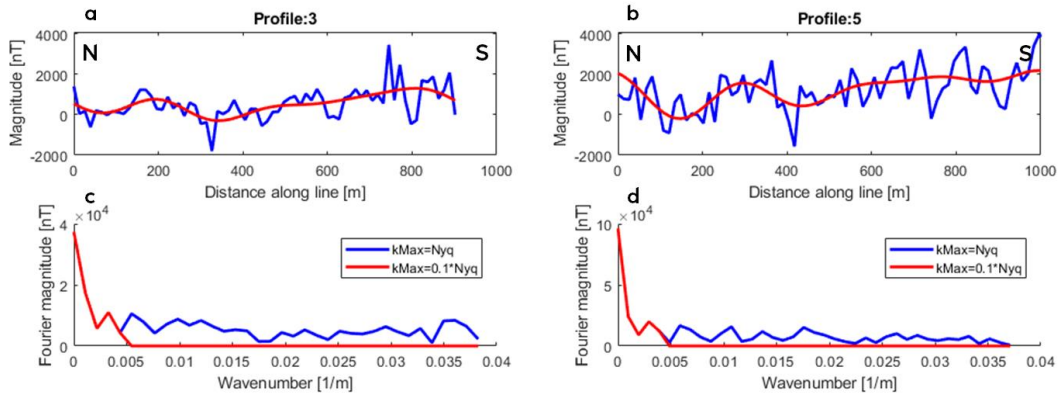 a
Profile:3
N
S
4000
2000
0
-2000
Magnitude [nT]
0
200
400
600
800
1000
Distance along line [m]
b
Profile:5
N
S
4000
2000
0
-2000
Magnitude [nT]
0
200
400
600
800
1000
Distance along line [m]
c
× 10⁴
4
2
0
Fourier magnitude [nT]
kMax=Nyq
kMax=0.1*Nyq
0
0.005
0.01
0.015
0.02
0.025
0.03
0.035
0.04
Wavenumber [1/m]
d
× 10⁴
10
5
0
Fourier magnitude [nT]
kMax=Nyq
kMax=0.1*Nyq
0
0.005
0.01
0.015
0.02
0.025
0.03
0.035
0.04
Wavenumber [1/m]